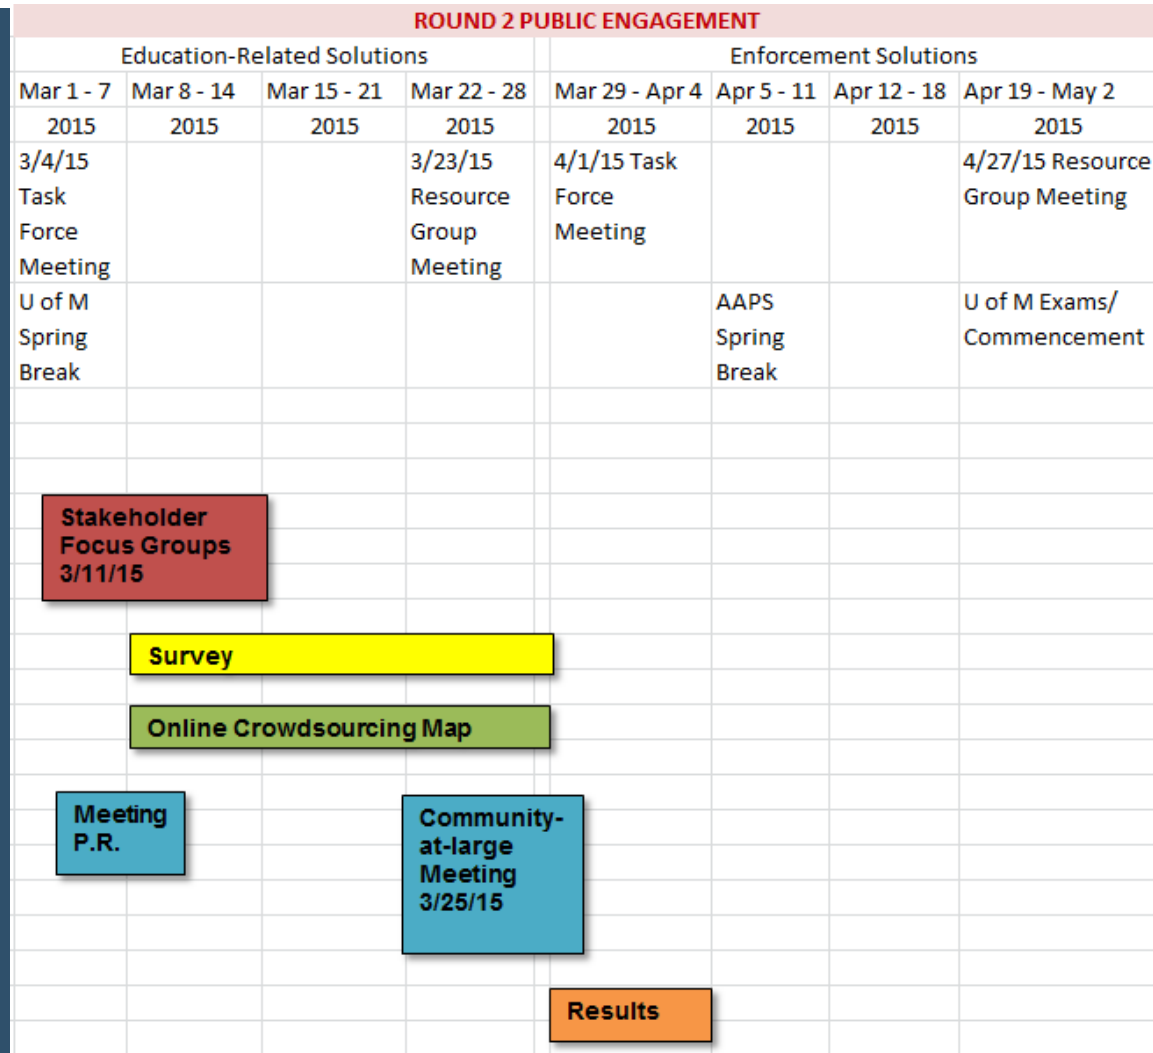 ROUND 2 PUBLIC ENGAGEMENT
Education-Related Solutions
Enforcement Solutions
Mar 1 - 7 Mar 8 - 14 Mar 15 - 21 Mar 22 - 28 Mar 29 - Apr 4 Apr 5 - 11 Apr 12 - 18 Apr 19 - May 2
2015 2015 2015 2015 2015 2015 2015 2015
3/4/15
Task
Force
Meeting
3/23/15
Resource
Group
Meeting
4/1/15 Task
Force
Meeting
4/27/15 Resource
Group Meeting
U of M
Spring
Break
AAPS
Spring
Break
U of M Exams/
Commencement
Stakeholder
Focus Groups
3/11/15
Survey
Online Crowdsourcing Map
Meeting
P.R.
Community-
at-large
Meeting
3/25/15
Results